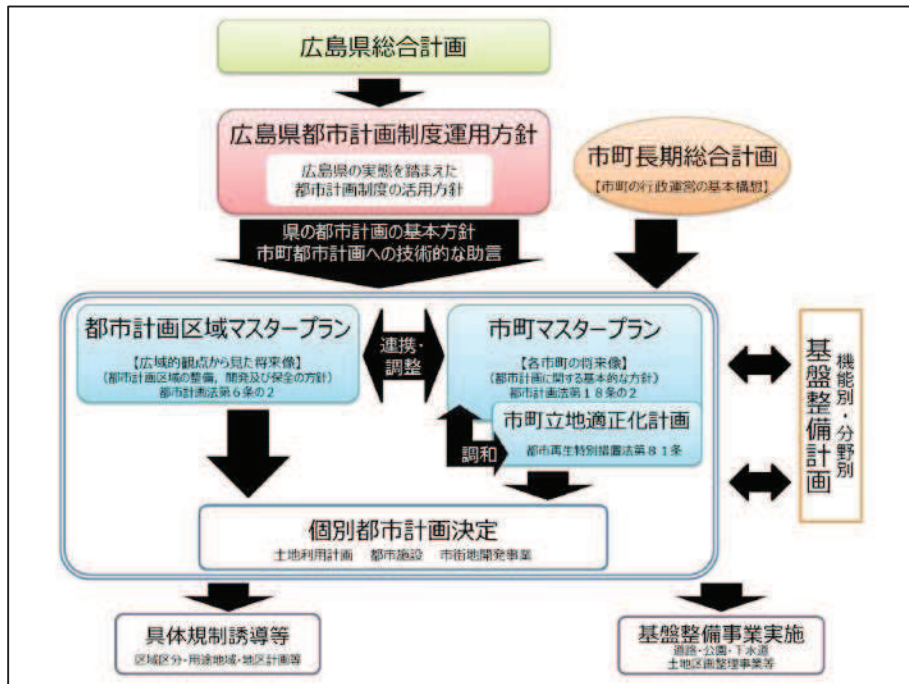 広島県総合計画
広島県都市計画制度運用方針
広島県の実態を踏まえた
都市計画制度の活用方針
市町長期総合計画
【市町の行政運営の基本構想】
県の都市計画の基本方針
市町都市計画への技術的な助言
都市計画区域マスタープラン
【広域的観点から見た将来像】
(都市計画区域の整備,開発及び保全の方針)
都市計画法第6条の2
連携・
調整
市町マスタープラン
【各市町の将来像】
(都市計画に関する基本的な方針)
都市計画法第18条の2
市町立地適正化計画
都市再生特別措置法第81条
調和
機能別・分野別
基盤整備計画
個別都市計画決定
土地利用計画 都市施設 市街地開発事業
具体規制誘導等
区域区分・用途地域・地区計画等
基盤整備事業実施
道路・公園・下水道
土地区画整理事業等